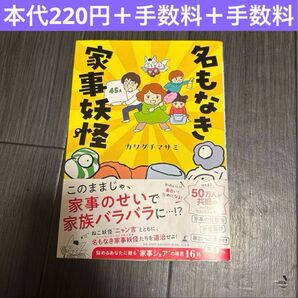 本代220円＋手数料＋手数料
名もなき
家事妖怪
カワグチマサミ
このままじゃ、
家事のせいで
家族バラバラに…!?
ねこ妖怪"ニャン吉"とともに、
名もなき家事妖怪たちを退治せよ!
50万人が
共感
悩めるあなたに贈る"家事シェア"の極意16話